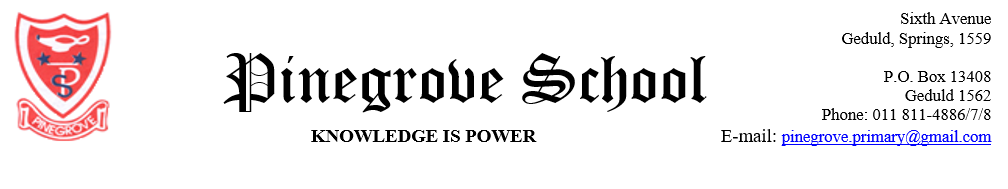 Sixth Avenue
Geduld, Springs, 1559
Pinegrove School
P.O. Box 13408
Geduld 1562
Phone: 011 811-4886/7/8
KNOWLEDGE IS POWER
E-mail: pinegrove.primary@gmail.com
P
S
PINEGROVE